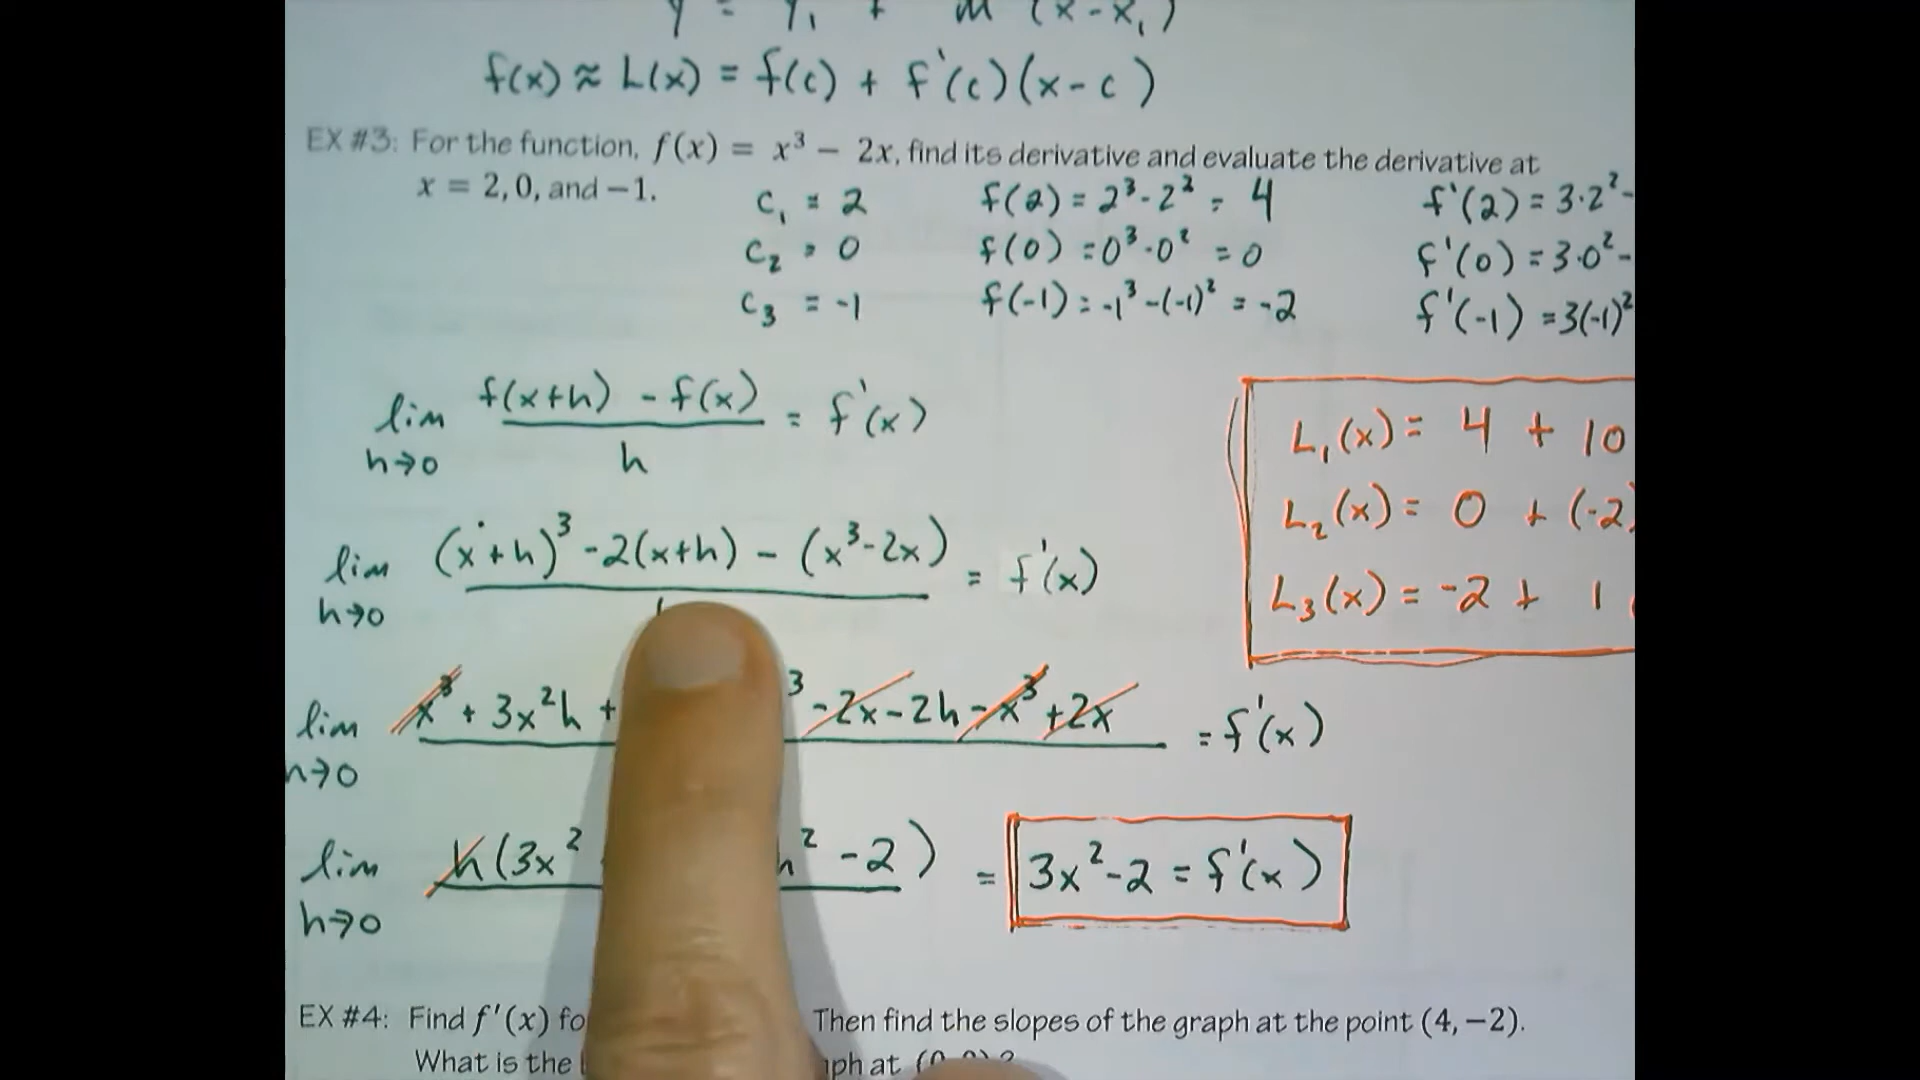 y = y₁ + m (x-x₁)
f(x) ≈ L(x) = f(c) + f'(c)(x-c)
EX #3: For the function, f(x) = x³ − 2x, find its derivative and evaluate the derivative at
x = 2, 0, and −1.
c₁ = 2 f(2) = 2³-2² = 4 f'(2) = 3·2²-
c₂ = 0 f(0) = 0³-0² = 0 f'(0) = 3·0²-
c₃ = -1 f(-1) = -1³-(-1)² = -2 f'(-1) = 3(-1)²
lim h→0 f(x+h) - f(x) / h = f'(x)
L₁(x) = 4 + 10
L₂(x) = 0 + (-2)
L₃(x) = -2 + 1 (
lim h→0 (x+h)³ -2(x+h) - (x³-2x) = f'(x)
lim h→0 x³ + 3x²h + ³ -2x-2h-x³+2x = f'(x)
lim h→0 h(3x² h² -2) = 3x²-2 = f'(x)
EX #4: Find f'(x) fo Then find the slopes of the graph at the point (4, −2).
What is the ph at